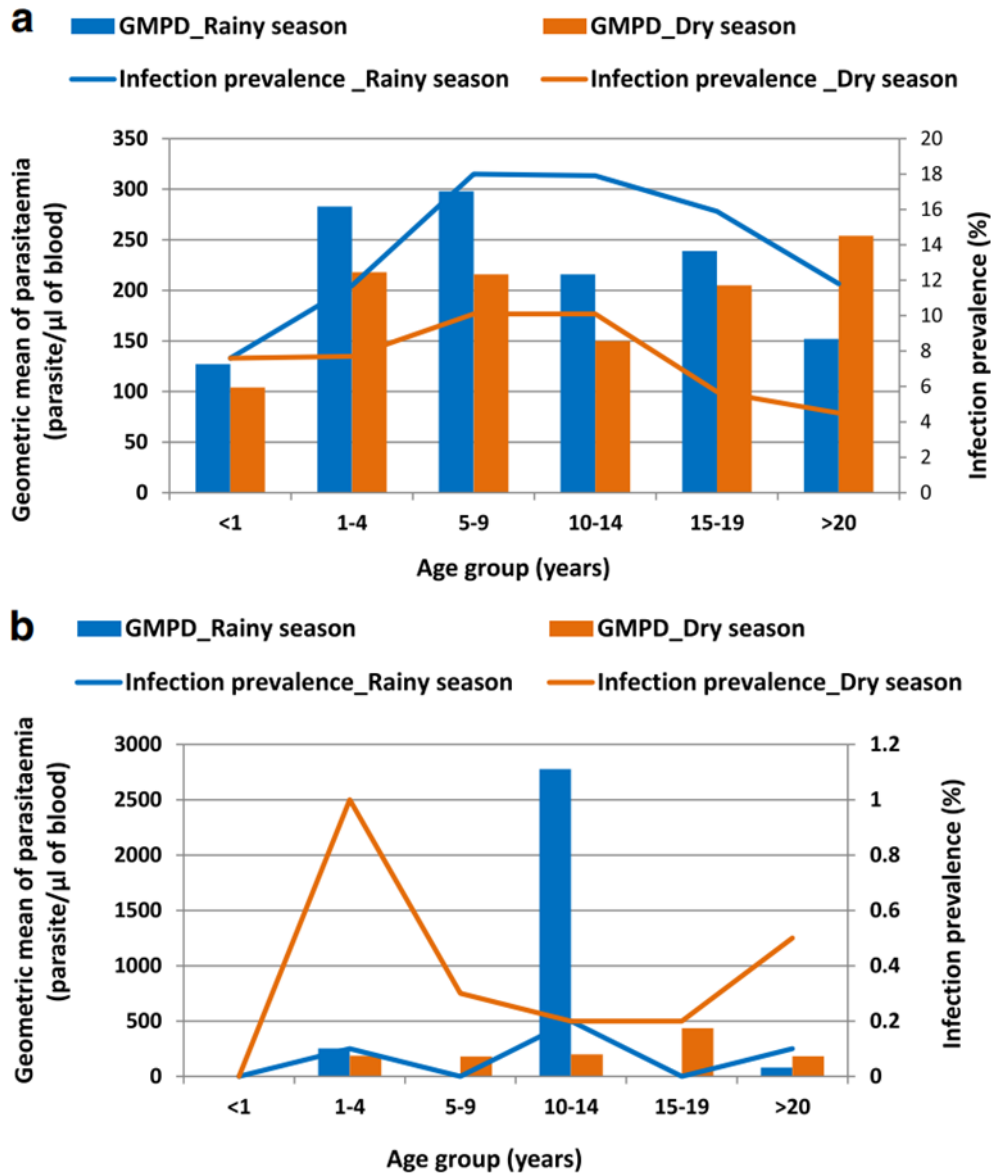 a
GMPD_Rainy season
GMPD_Dry season
Infection prevalence _Rainy season
Infection prevalence _Dry season
Geometric mean of parasitaemia
(parasite/µl of blood)
350
300
250
200
150
100
50
0
20
18
16
14
12
10
8
6
4
2
0
Infection prevalence (%)
<1 1-4 5-9 10-14 15-19 >20
Age group (years)
b
GMPD_Rainy season
GMPD_Dry season
Infection prevalence_Rainy season
Infection prevalence_Dry season
Geometric mean of parasitaemia
(parasite/µl of blood)
3000
2500
2000
1500
1000
500
0
1.2
1
0.8
0.6
0.4
0.2
0
Infection prevalence (%)
<1 1-4 5-9 10-14 15-19 >20
Age group (years)